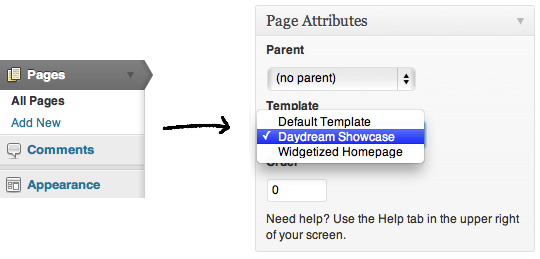 Pages
All Pages
Add New
Comments
Appearance
Page Attributes
Parent
(no parent)
Template
Default Template
✓ Daydream Showcase
Widgetized Homepage
Order
0
Need help? Use the Help tab in the upper right
of your screen.